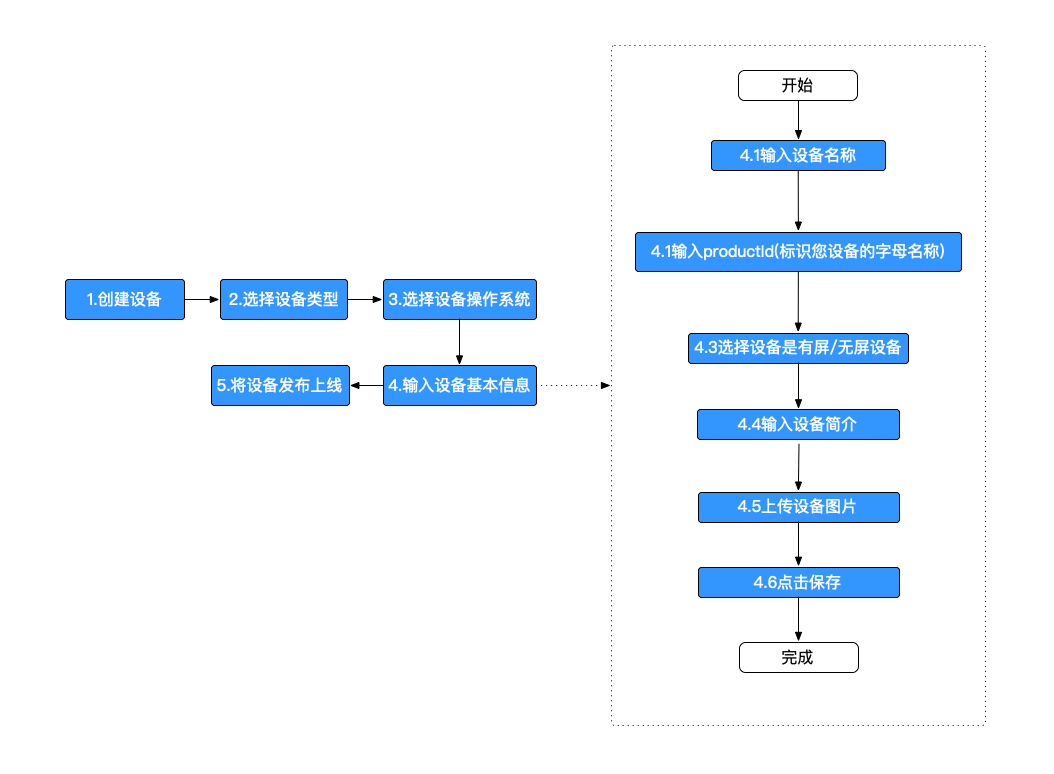 1.创建设备
2.选择设备类型
3.选择设备操作系统
4.输入设备基本信息
5.将设备发布上线
开始
4.1输入设备名称
4.1输入productId(标识您设备的字母名称)
4.3选择设备是有屏/无屏设备
4.4输入设备简介
4.5上传设备图片
4.6点击保存
完成